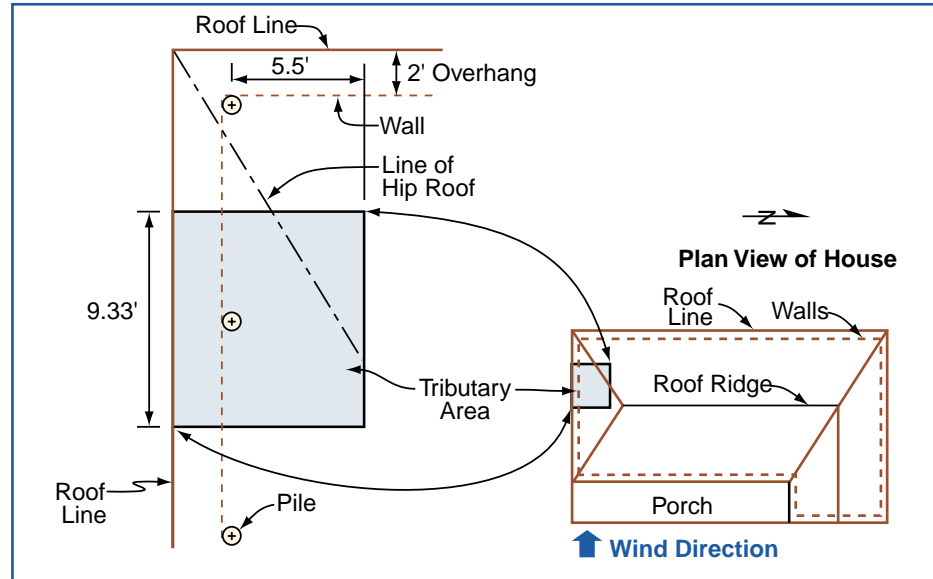 Roof Line
5.5'
2' Overhang
Wall
Line of
Hip Roof
N
Plan View of House
9.33'
Roof
Line
Walls
Roof Ridge
Tributary
Area
Roof
Line
Pile
Porch
Wind Direction